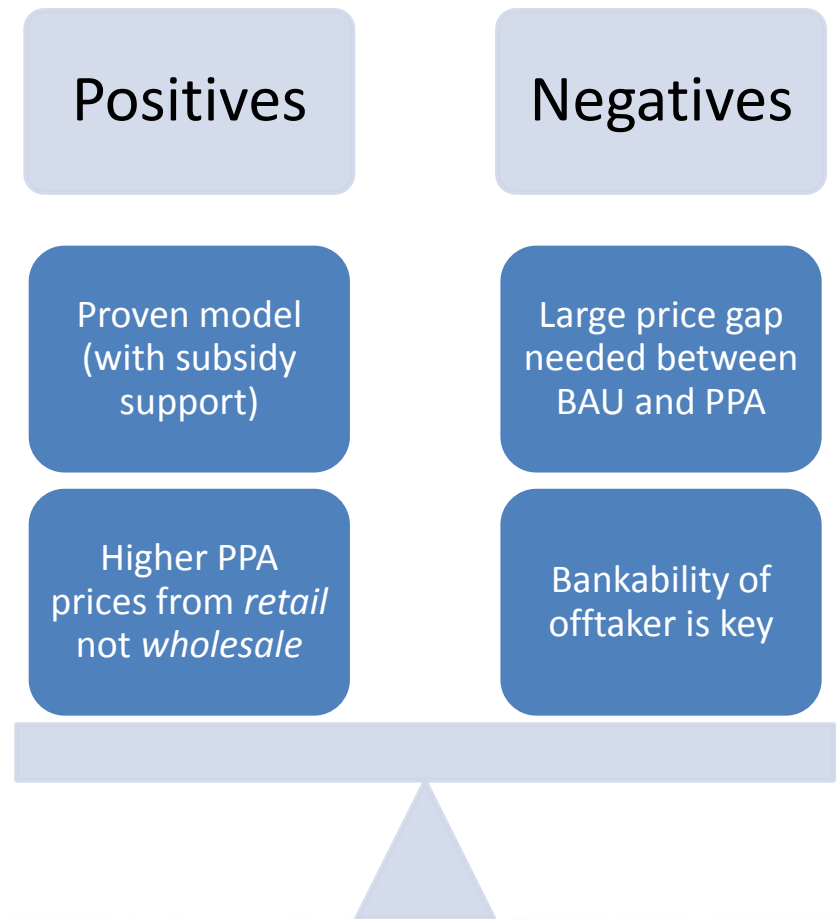 Positives
Negatives
Proven model
(with subsidy
support)
Large price gap
needed between
BAU and PPA
Higher PPA
prices from retail
not wholesale
Bankability of
offtaker is key